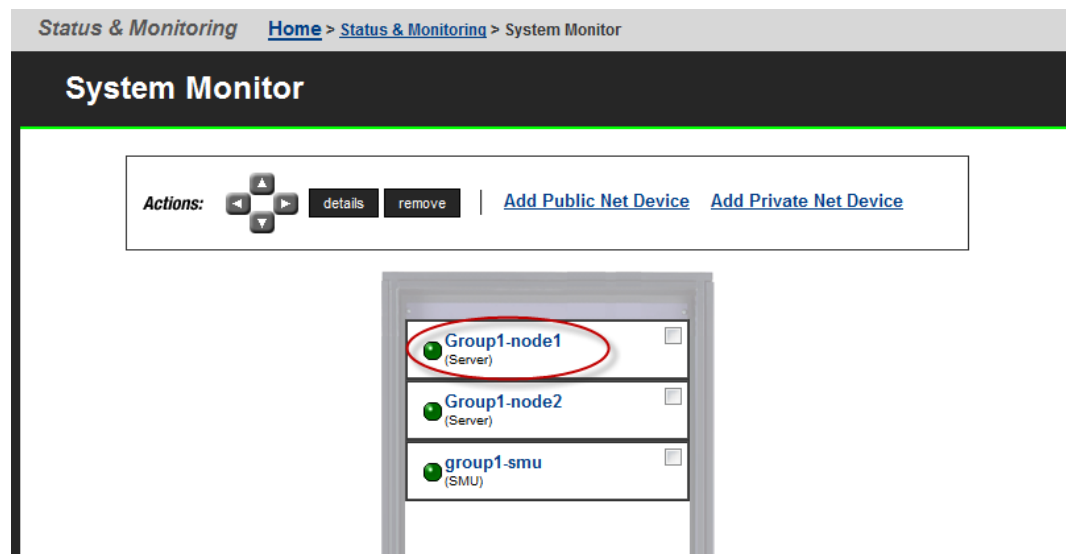 Status & Monitoring Home > Status & Monitoring > System Monitor
System Monitor
Actions: details remove | Add Public Net Device Add Private Net Device
Group1-node1
(Server)
Group1-node2
(Server)
group1-smu
(SMU)